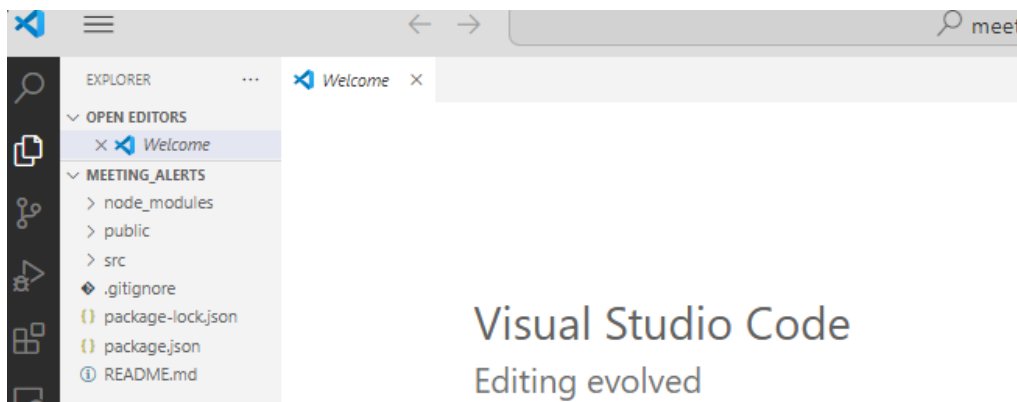 meet
EXPLORER ...
Welcome
OPEN EDITORS
Welcome
MEETING_ALERTS
node_modules
public
src
.gitignore
package-lock.json
package.json
README.md
Visual Studio Code
Editing evolved